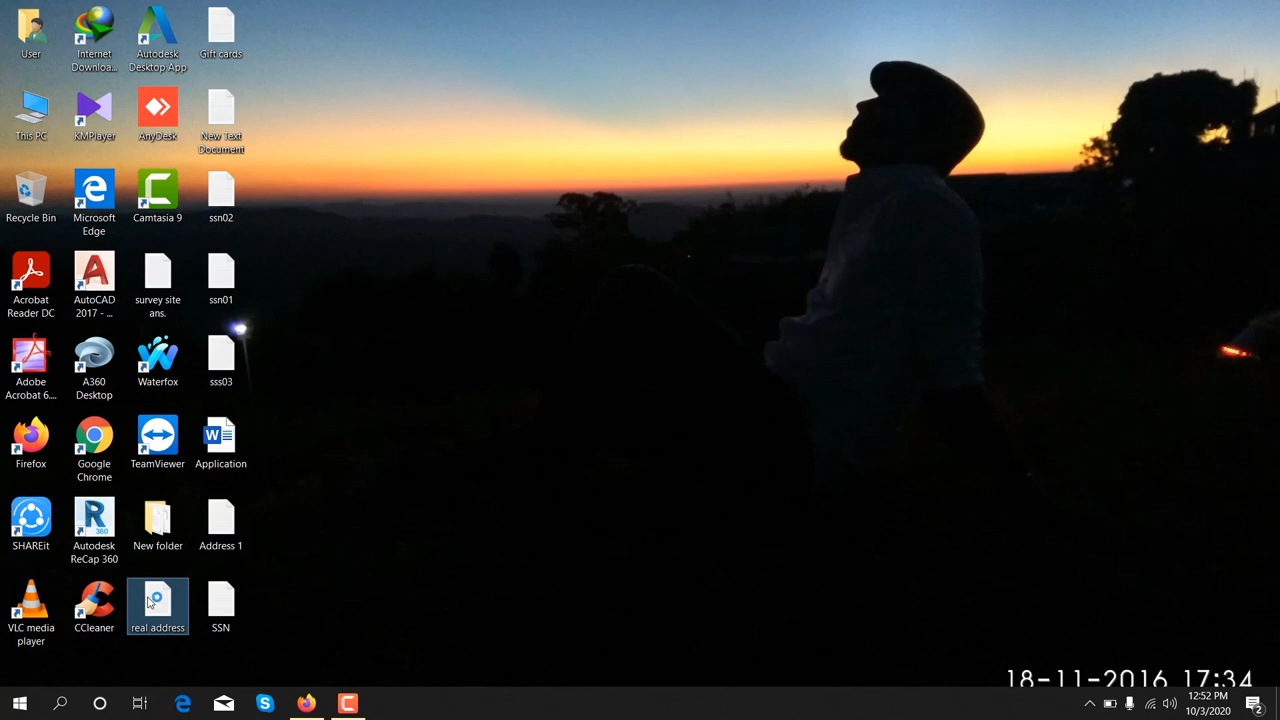 User
Internet
Downloa...
Autodesk
Desktop App
Gift cards
This PC
KMPlayer
AnyDesk
New Text
Document
Recycle Bin
Microsoft
Edge
Camtasia 9
ssn02
Acrobat
Reader DC
AutoCAD
2017 - ...
survey site
ans.
ssn01
Adobe
Acrobat 6....
A360
Desktop
Waterfox
sss03
Firefox
Google
Chrome
TeamViewer
Application
SHAREit
Autodesk
ReCap 360
New folder
Address 1
VLC media
player
CCleaner
real address
SSN
18-11-2016 17:34
12:52 PM
10/3/2020